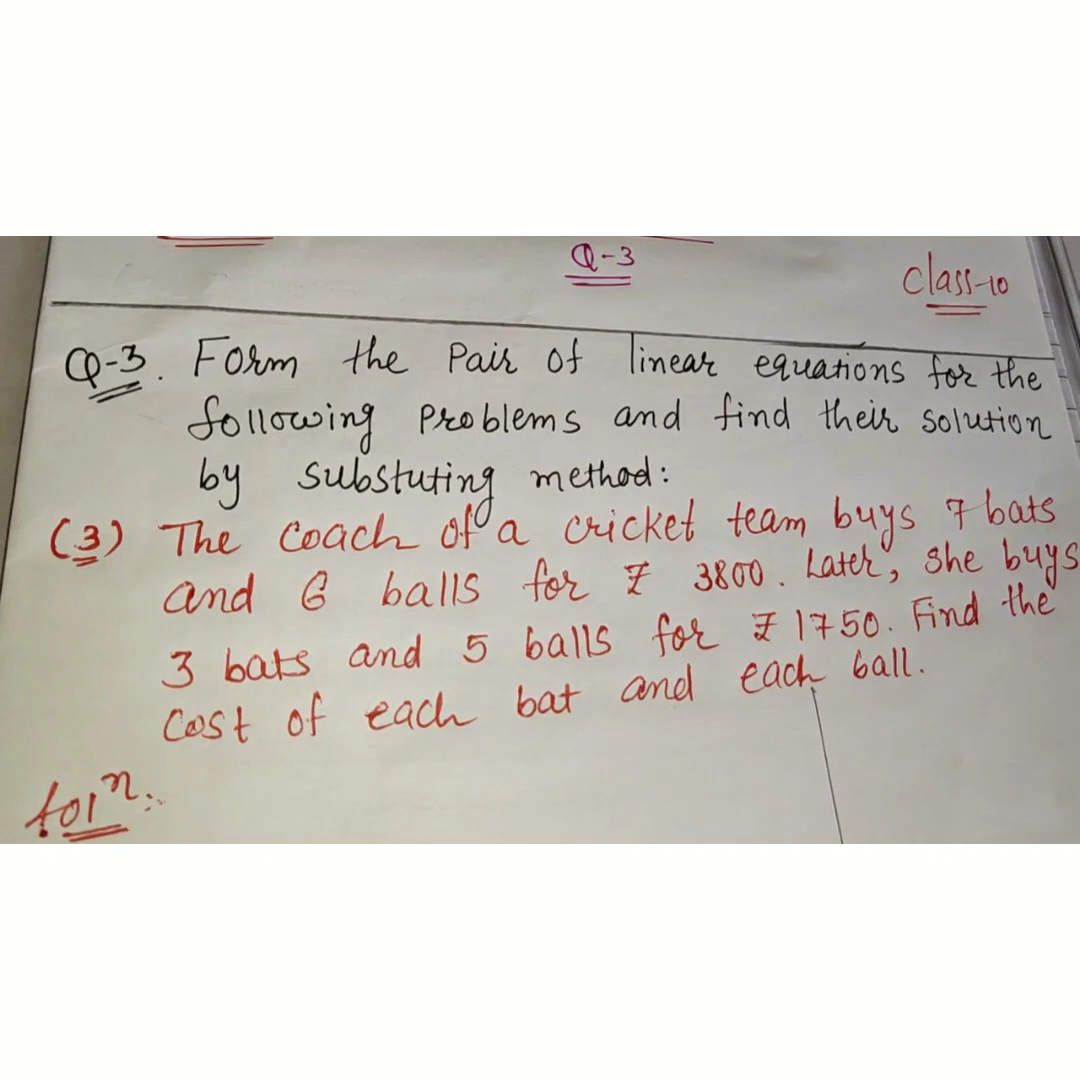 Q-3
Class-10
Q-3. Form the Pair of linear equations for the
following Problems and find their solution
by substuting method:
(3) The Coach of a cricket team buys 7 bats
and 6 balls for ₹ 3800. Later, she buys
3 bats and 5 balls for ₹ 1750. Find the
Cost of each bat and each ball.
Solⁿ: